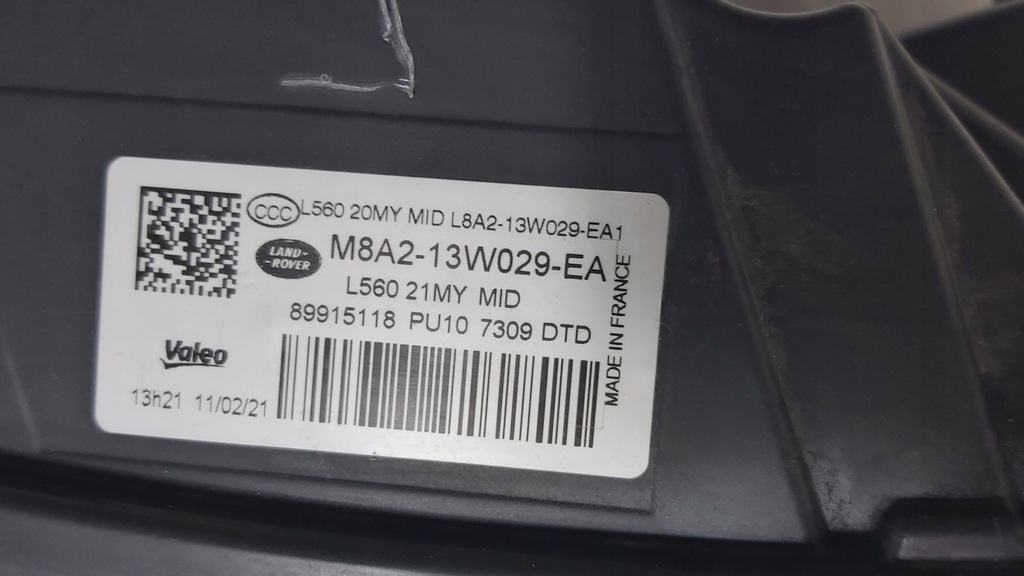 CCC L560 20MY MID L8A2-13W029-EA1
LAND-
-ROVER
M8A2-13W029-EA
L560 21MY MID
89915118 PU10 7309 DTD
Valeo
13h21 11/02/21
MADE IN FRANCE